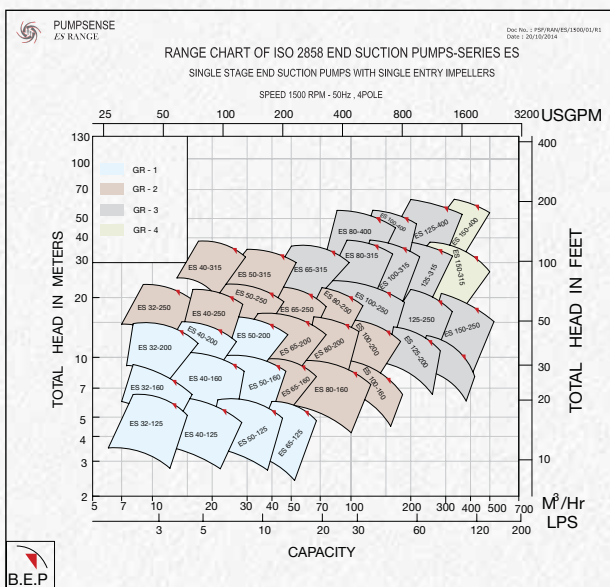 PUMPSENSE
ES RANGE
Doc No. : PSF/RAN/ES/1500/01/R1
Date : 20/10/2014
RANGE CHART OF ISO 2858 END SUCTION PUMPS-SERIES ES
SINGLE STAGE END SUCTION PUMPS WITH SINGLE ENTRY IMPELLERS
SPEED 1500 RPM - 50Hz , 4POLE
25 50 100 200 400 800 1600 3200 USGPM
130
100
70
50
40
30
20
10
7
5
4
3
2
TOTAL HEAD IN METERS
400
200
100
50
30
20
10
3
TOTAL HEAD IN FEET
GR - 1
GR - 2
GR - 3
GR - 4
ES 80-400
ES 125-400
ES 150-400
ES 40-315
ES 50-315
ES 65-315
ES 80-315
ES 100-315
125-315
ES 150-315
ES 32-250
ES 40-250
ES 50-250
ES 65-250
ES 80-250
ES 100-250
125-250
ES 150-250
ES 32-200
ES 40-200
ES 50-200
ES 65-200
ES 80-200
ES 100-200
ES 125-200
ES 32-160
ES 40-160
ES 50-160
ES 65-160
ES 80-160
ES 100-160
ES 32-125
ES 40-125
ES 50-125
ES 65-125
5 7 10 20 30 40 50 70 100 200 300 400 500 700 M³/Hr
3 5 10 20 30 60 120 200 LPS
CAPACITY
B.E.P